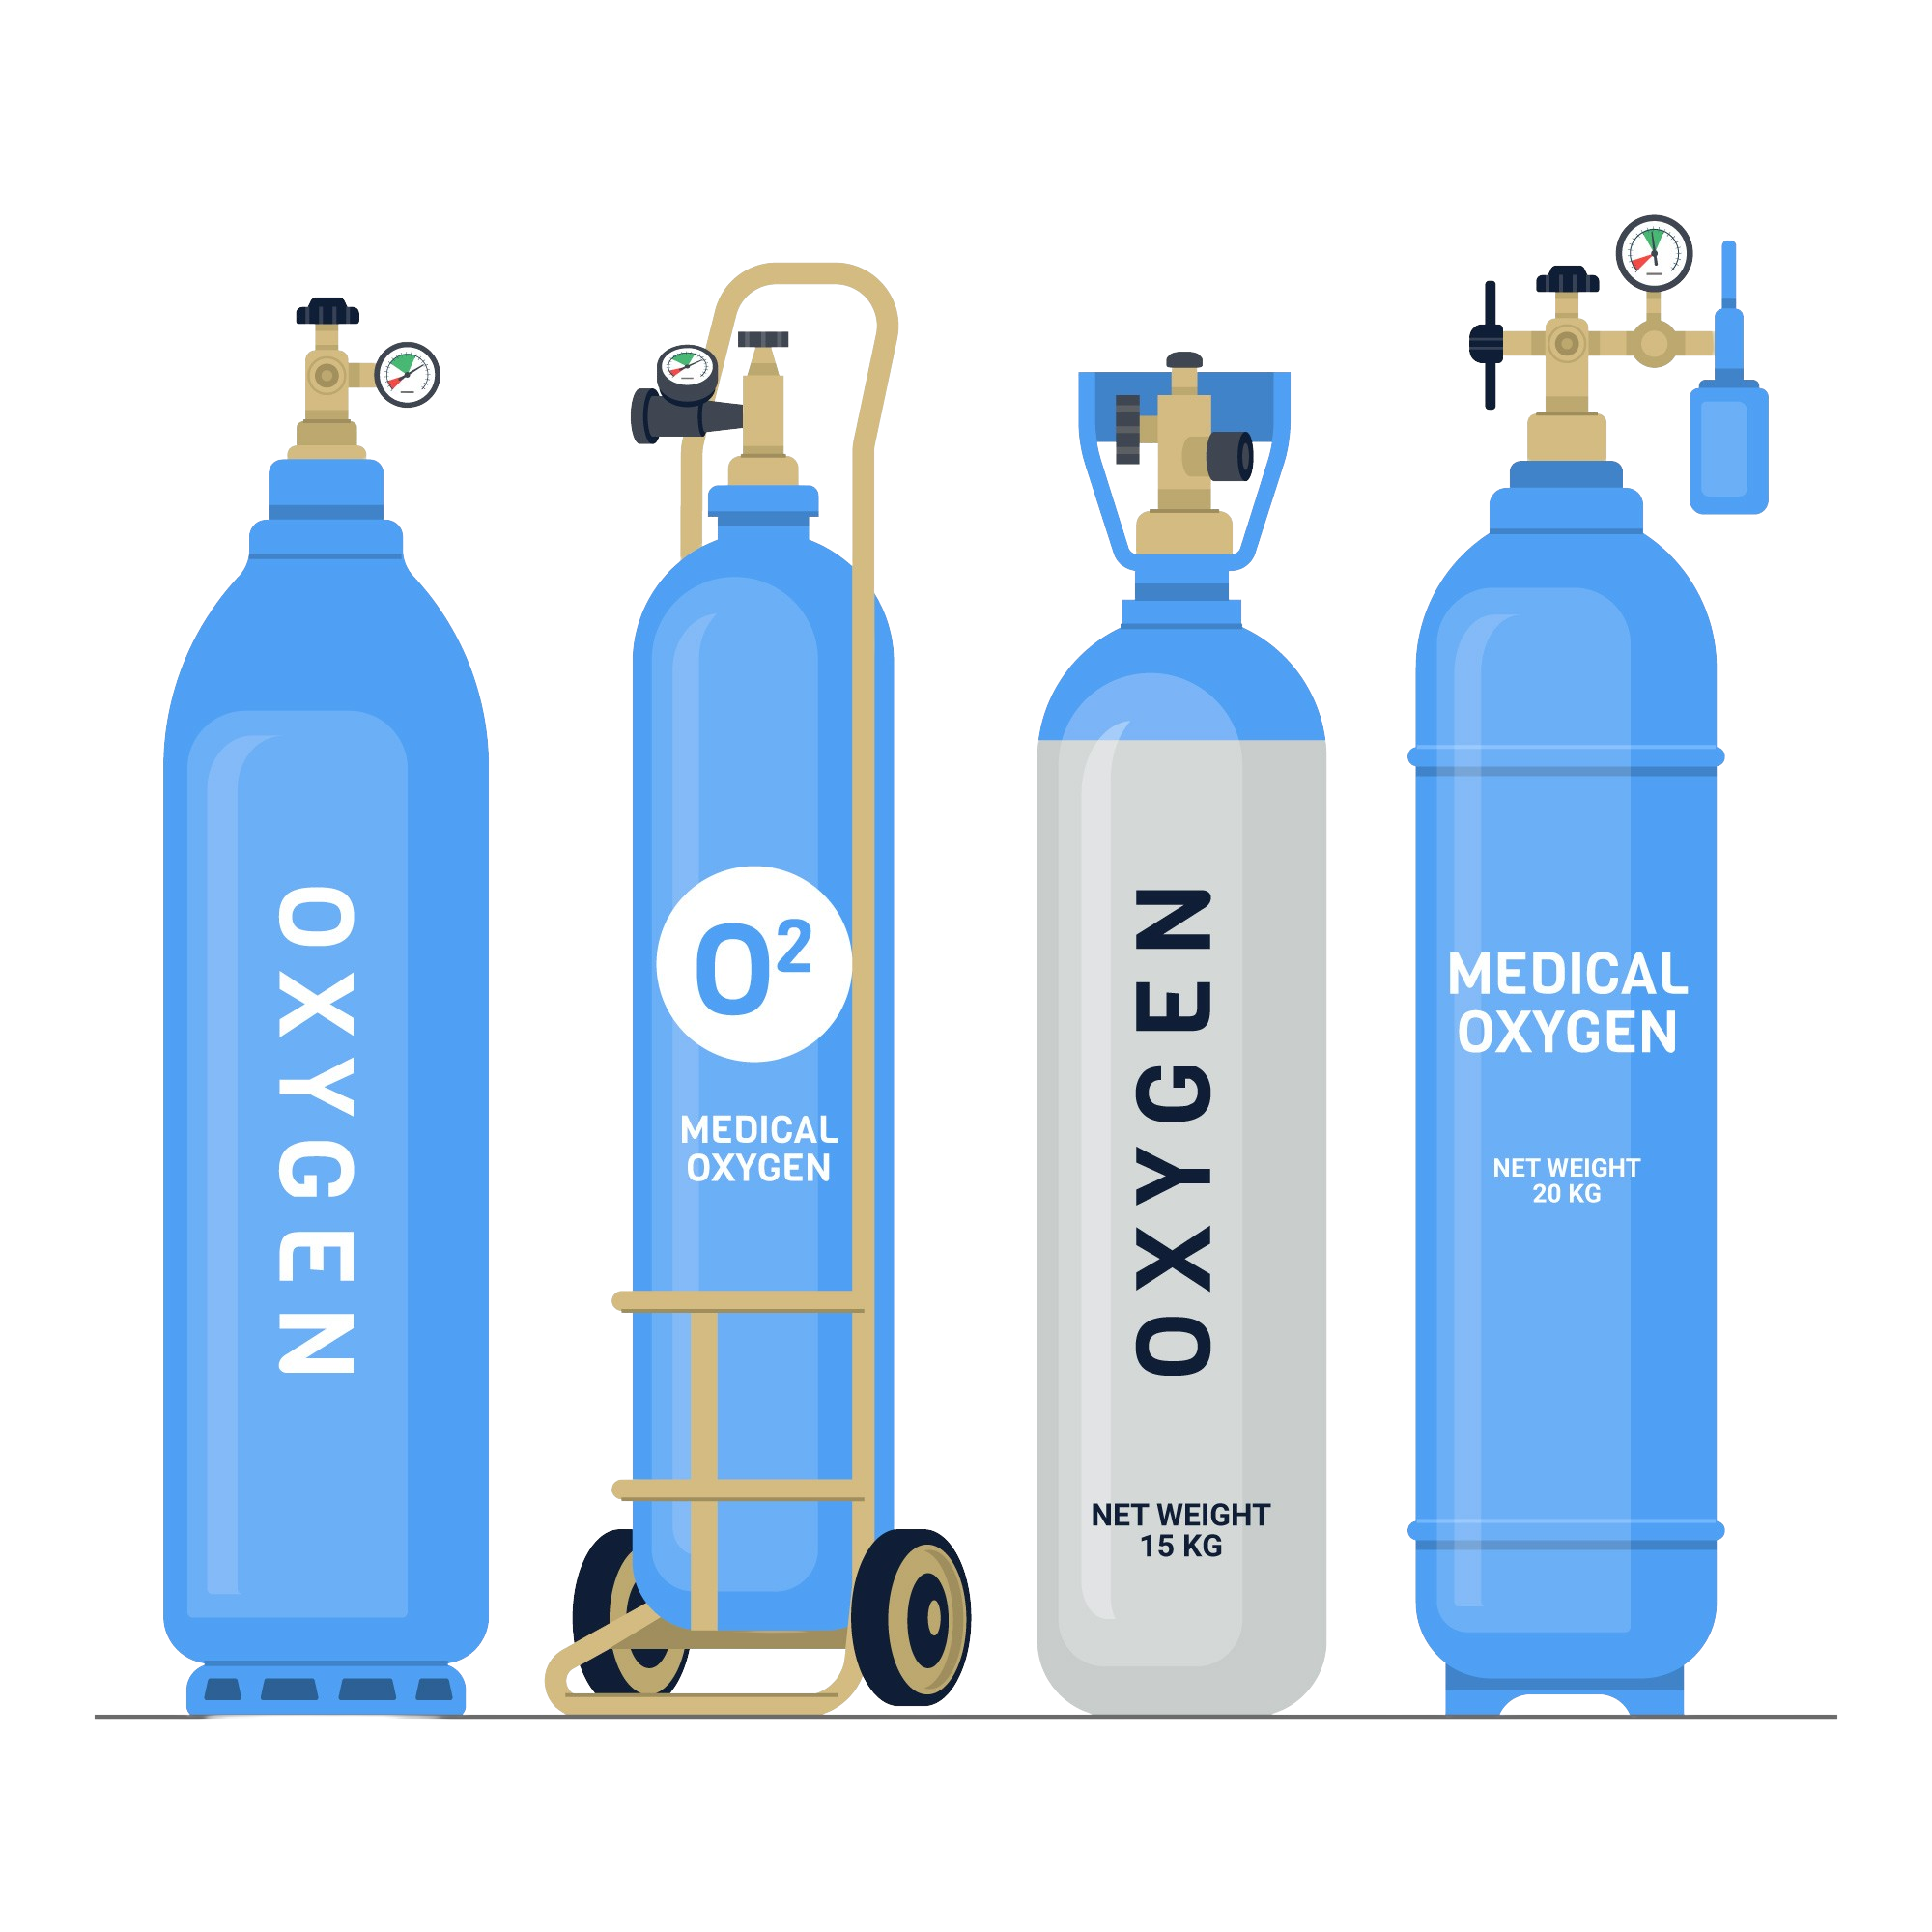 OXYGEN
O²
MEDICAL
OXYGEN
OXYGEN
NET WEIGHT
15 KG
MEDICAL
OXYGEN
NET WEIGHT
20 KG